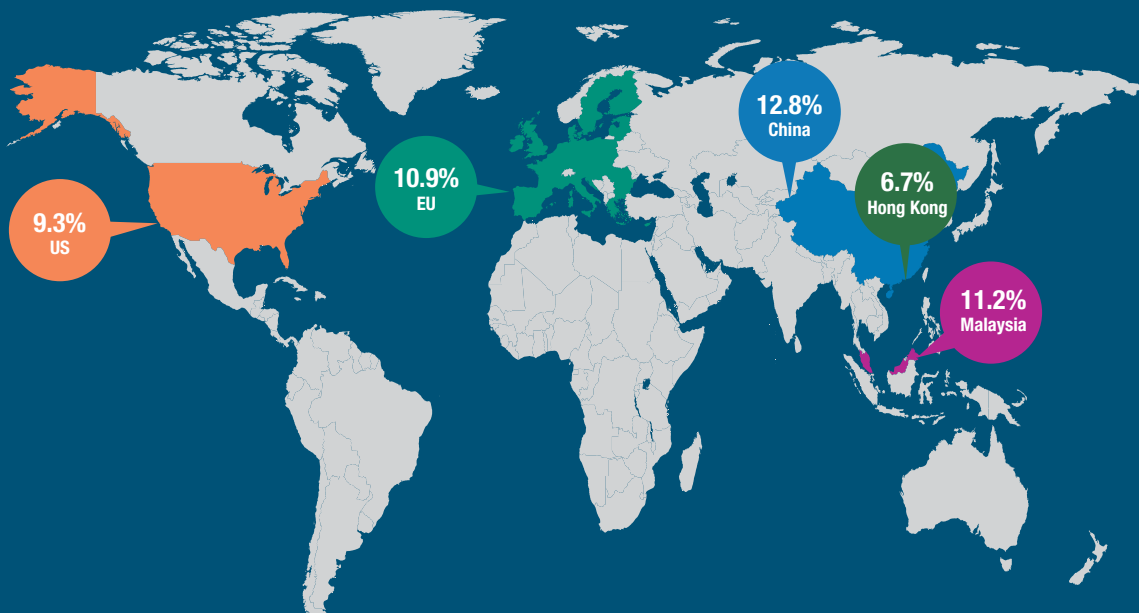 12.8%
China
6.7%
Hong Kong
10.9%
EU
9.3%
US
11.2%
Malaysia